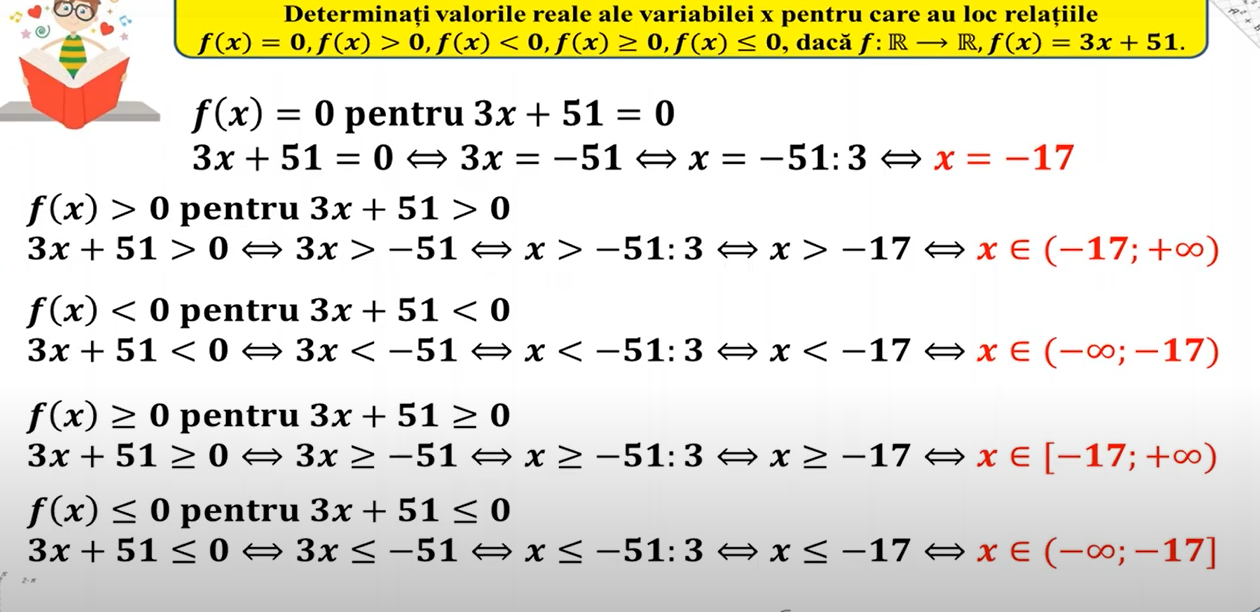 Determinați valorile reale ale variabilei x pentru care au loc relațiile
f(x) = 0, f(x) > 0, f(x) < 0, f(x) ≥ 0, f(x) ≤ 0, dacă f: ℝ ⟶ ℝ, f(x) = 3x + 51.
f(x) = 0 pentru 3x + 51 = 0
3x + 51 = 0 ⟺ 3x = −51 ⟺ x = −51: 3 ⟺ x = −17
f(x) > 0 pentru 3x + 51 > 0
3x + 51 > 0 ⟺ 3x > −51 ⟺ x > −51: 3 ⟺ x > −17 ⟺ x ∈ (−17; +∞)
f(x) < 0 pentru 3x + 51 < 0
3x + 51 < 0 ⟺ 3x < −51 ⟺ x < −51: 3 ⟺ x < −17 ⟺ x ∈ (−∞; −17)
f(x) ≥ 0 pentru 3x + 51 ≥ 0
3x + 51 ≥ 0 ⟺ 3x ≥ −51 ⟺ x ≥ −51: 3 ⟺ x ≥ −17 ⟺ x ∈ [−17; +∞)
f(x) ≤ 0 pentru 3x + 51 ≤ 0
3x + 51 ≤ 0 ⟺ 3x ≤ −51 ⟺ x ≤ −51: 3 ⟺ x ≤ −17 ⟺ x ∈ (−∞; −17]